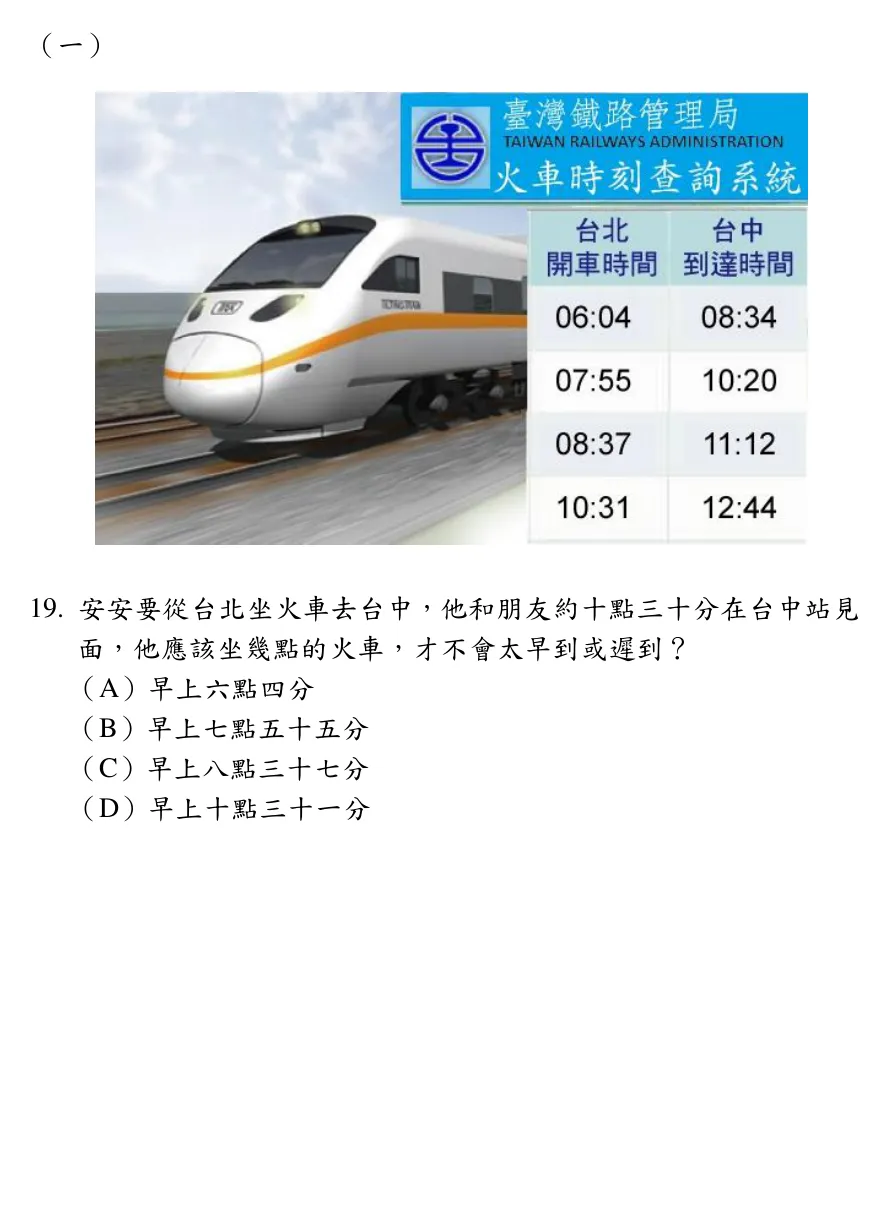 （一）
臺灣鐵路管理局
TAIWAN RAILWAYS ADMINISTRATION
火車時刻查詢系統
台北 台中
開車時間 到達時間
06:04 08:34
07:55 10:20
08:37 11:12
10:31 12:44
19. 安安要從台北坐火車去台中，他和朋友約十點三十分在台中站見
面，他應該坐幾點的火車，才不會太早到或遲到？
（A）早上六點四分
（B）早上七點五十五分
（C）早上八點三十七分
（D）早上十點三十一分